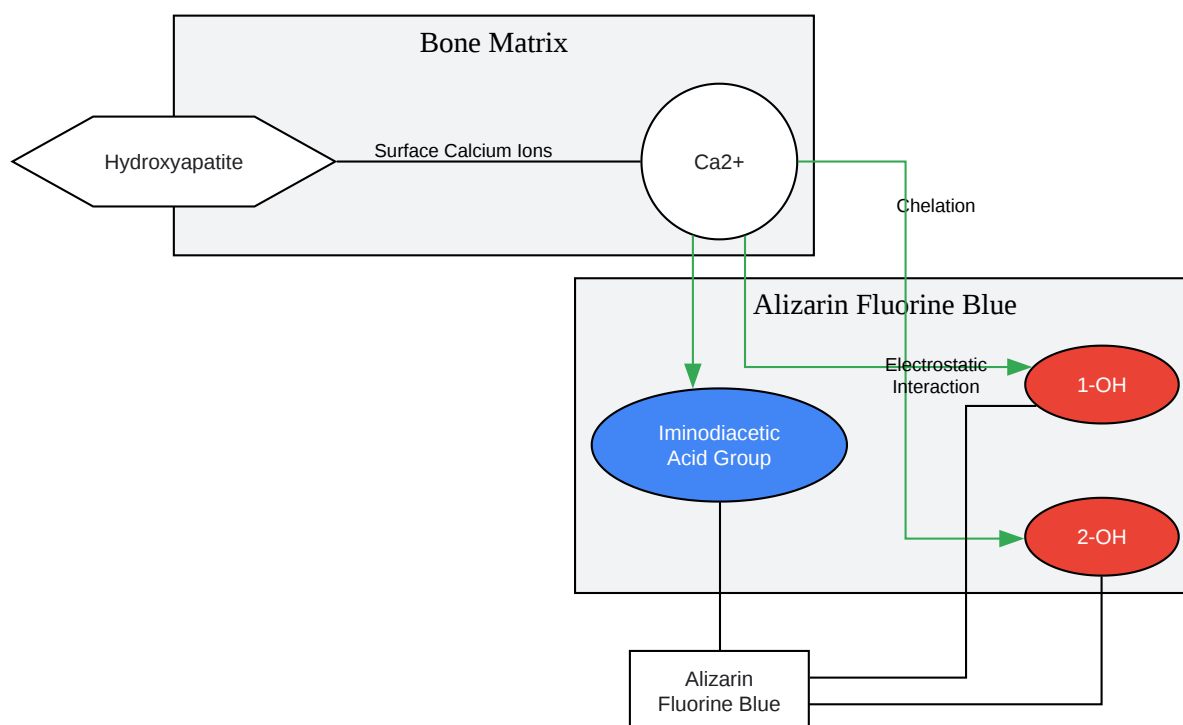 Bone Matrix
Hydroxyapatite
Surface Calcium Ions
Ca2+
Chelation
Alizarin Fluorine Blue
Electrostatic
Interaction
1-OH
Iminodiacetic
Acid Group
2-OH
Alizarin
Fluorine Blue